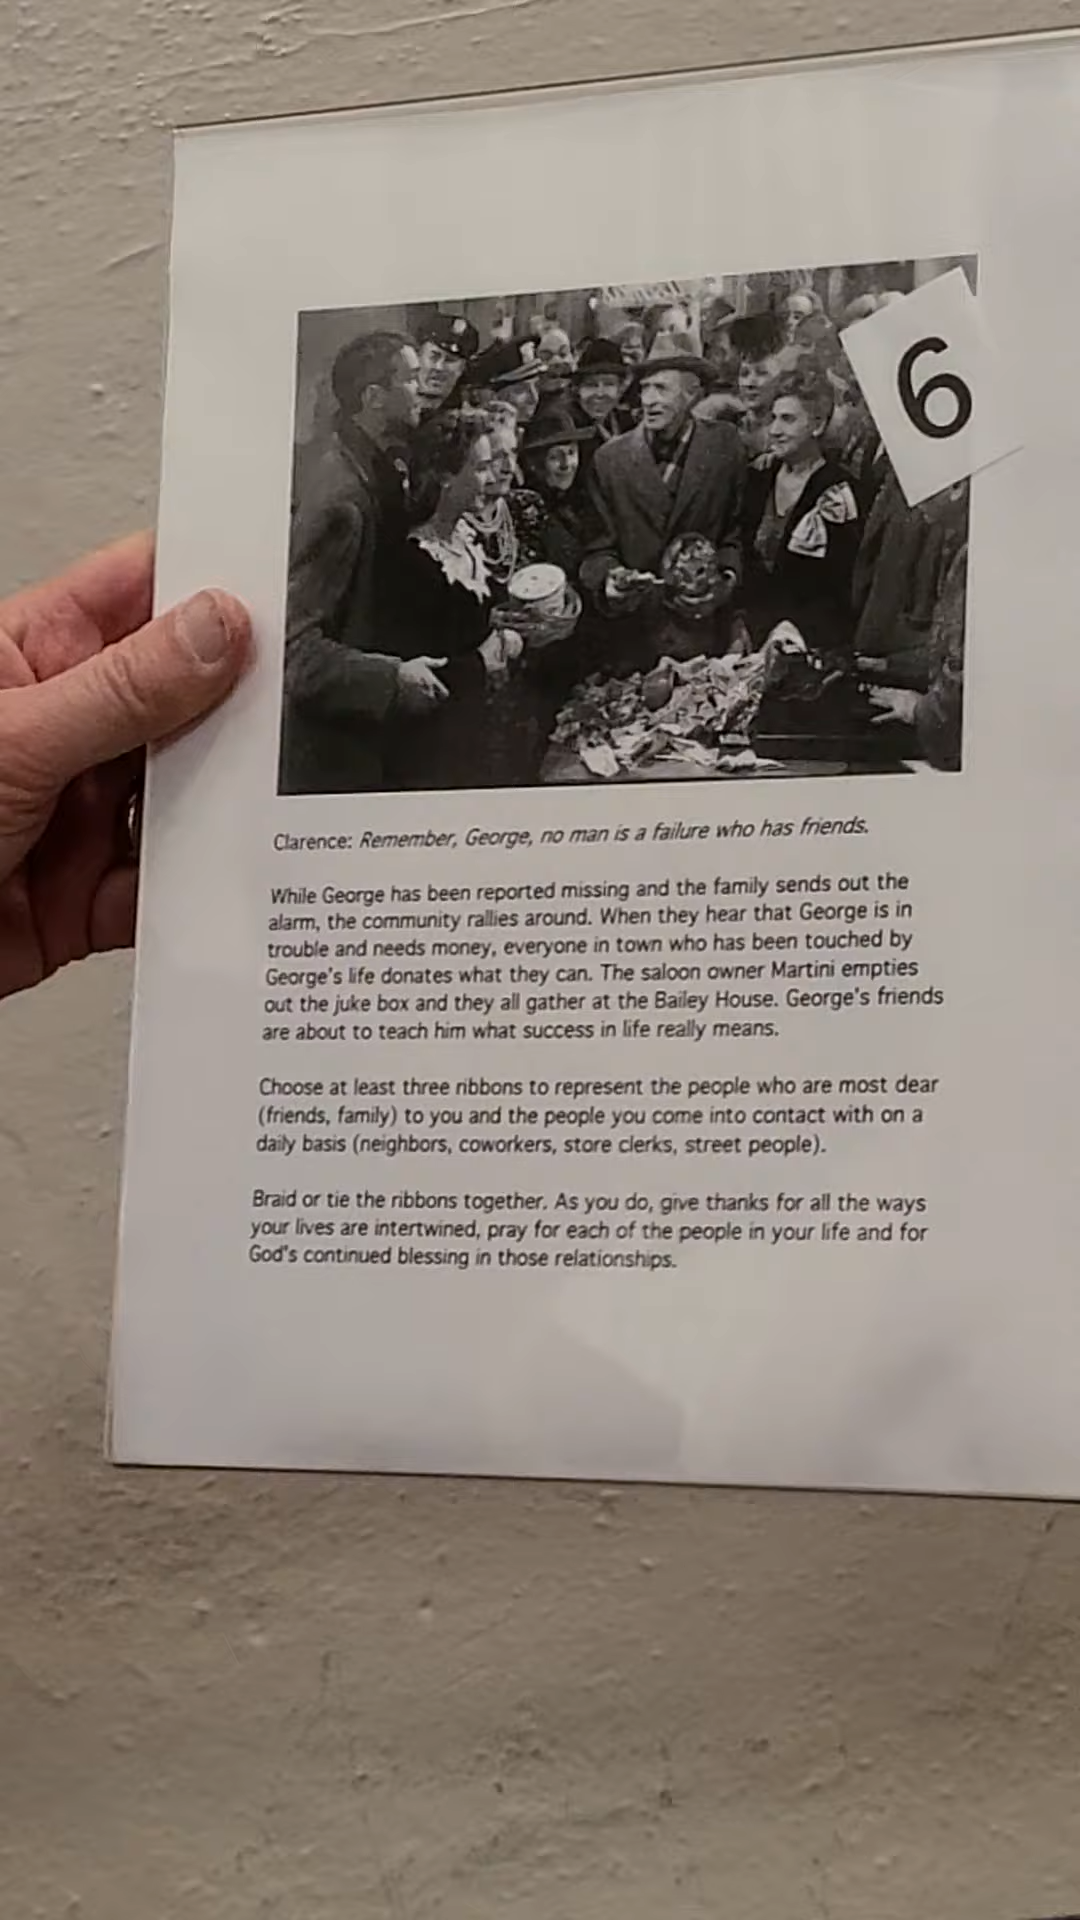 6
Clarence: Remember, George, no man is a failure who has friends.
While George has been reported missing and the family sends out the
alarm, the community rallies around. When they hear that George is in
trouble and needs money, everyone in town who has been touched by
George's life donates what they can. The saloon owner Martini empties
out the juke box and they all gather at the Bailey House. George's friends
are about to teach him what success in life really means.
Choose at least three ribbons to represent the people who are most dear
(friends, family) to you and the people you come into contact with on a
daily basis (neighbors, coworkers, store clerks, street people).
Braid or tie the ribbons together. As you do, give thanks for all the ways
your lives are intertwined, pray for each of the people in your life and for
God's continued blessing in those relationships.